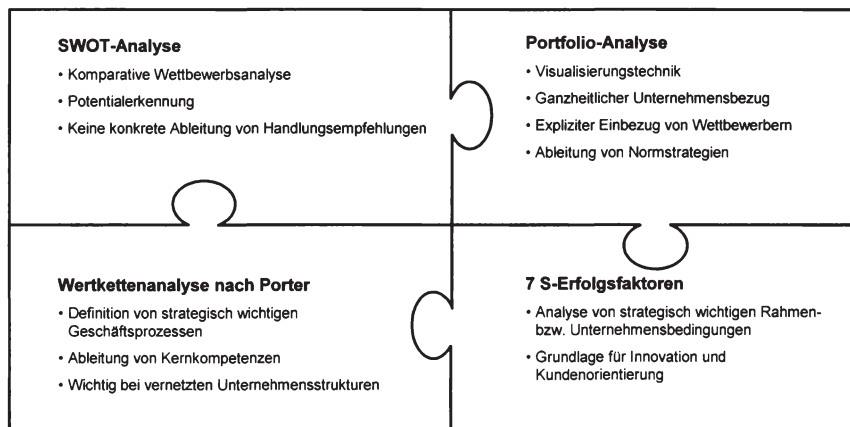 SWOT-Analyse
• Komparative Wettbewerbsanalyse
• Potentialerkennung
• Keine konkrete Ableitung von Handlungsempfehlungen
Portfolio-Analyse
• Visualisierungstechnik
• Ganzheitlicher Unternehmensbezug
• Expliziter Einbezug von Wettbewerbern
• Ableitung von Normstrategien
Wertkettenanalyse nach Porter
• Definition von strategisch wichtigen
Geschäftsprozessen
• Ableitung von Kernkompetenzen
• Wichtig bei vernetzten Unternehmensstrukturen
7 S-Erfolgsfaktoren
• Analyse von strategisch wichtigen Rahmen-
bzw. Unternehmensbedingungen
• Grundlage für Innovation und
Kundenorientierung